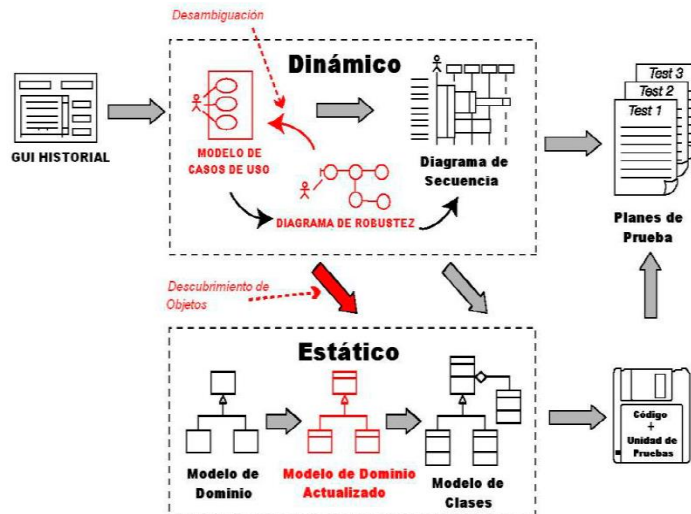 Desambiguación
Dinámico
GUI HISTORIAL
MODELO DE
CASOS DE USO
DIAGRAMA DE ROBUSTEZ
Diagrama de
Secuencia
Test 3
Test 2
Test 1
Planes de
Prueba
Descubrimiento de
Objetos
Estático
Modelo de
Dominio
Modelo de Dominio
Actualizado
Modelo de
Clases
Código
+
Unidad de
Pruebas